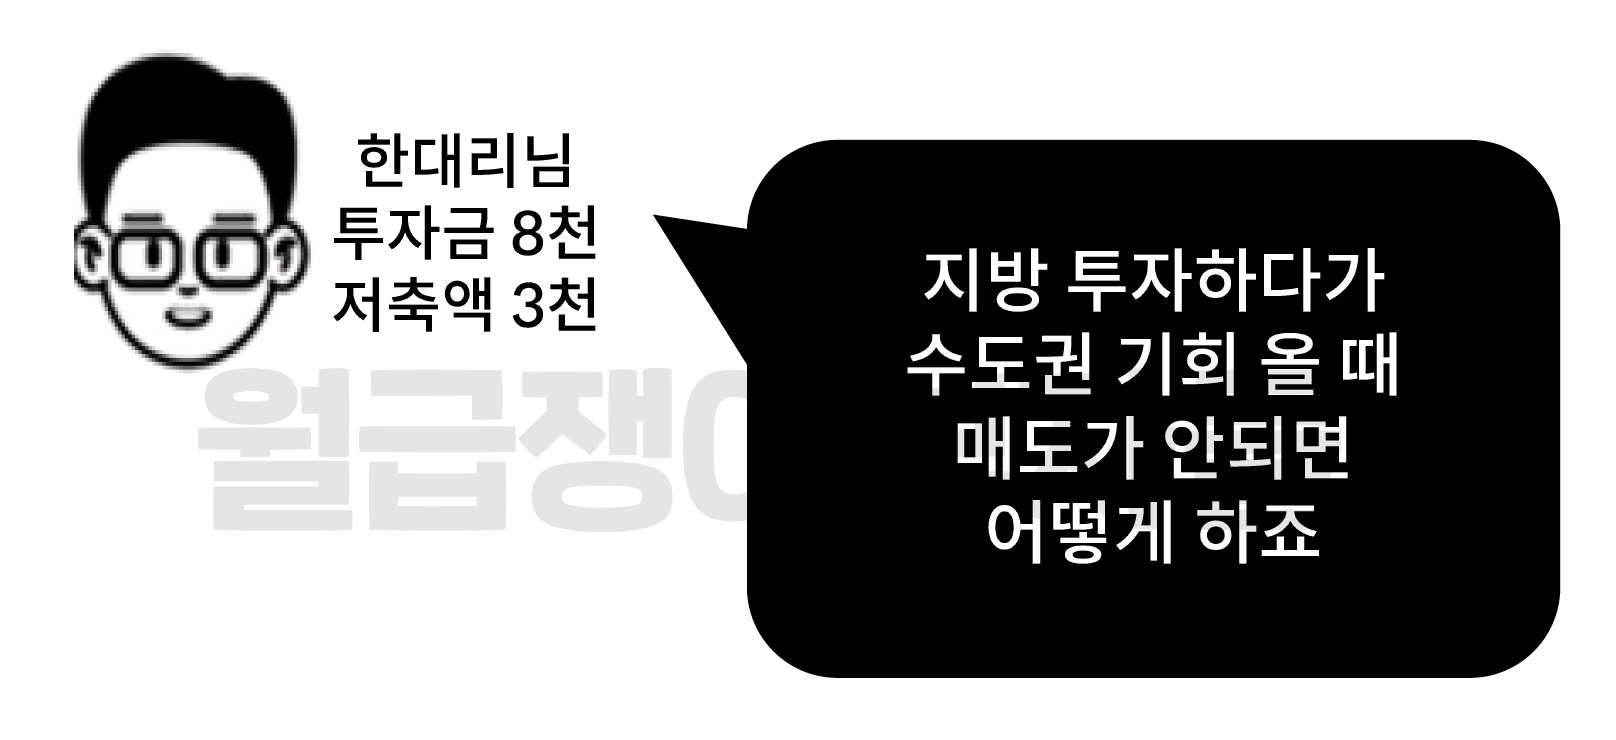 한대리님
투자금 8천
저축액 3천
지방 투자하다가
수도권 기회 올 때
매도가 안되면
어떻게 하죠
월급쟁